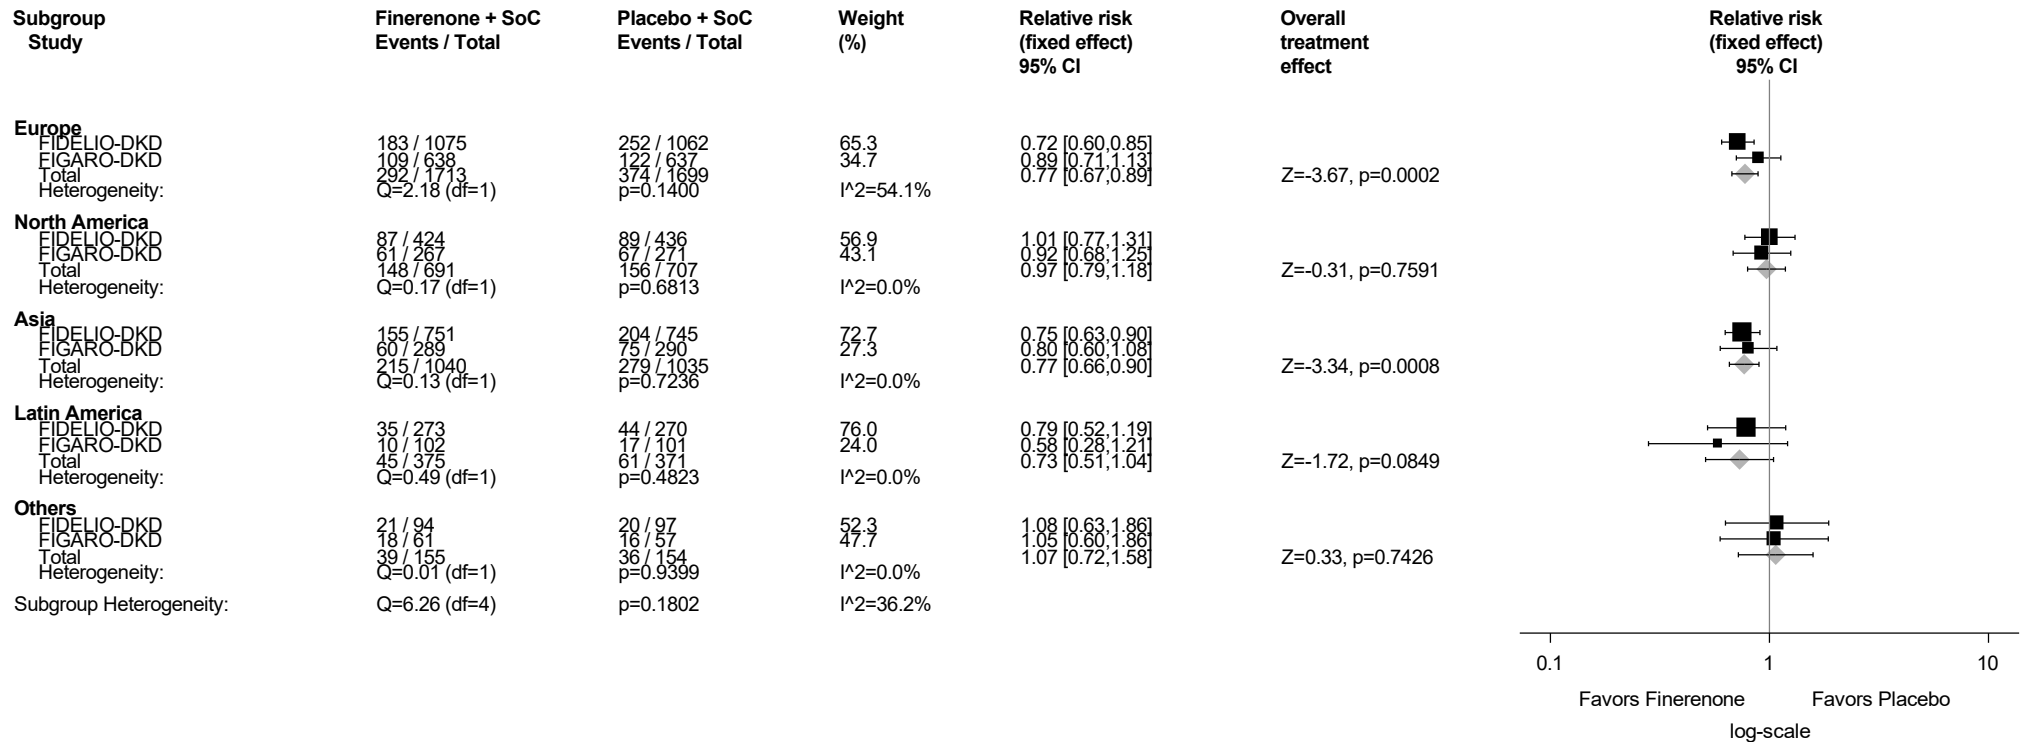 Subgroup Finerenone + SoC Placebo + SoC Weight Relative risk Overall Relative risk
Study Events / Total Events / Total (%) (fixed effect) treatment (fixed effect)
95% CI effect 95% CI
Europe
FIDELIO-DKD 183 / 1075 252 / 1062 65.3 0.72 [0.60,0.85]
FIGARO-DKD 109 / 638 122 / 637 34.7 0.89 [0.71,1.13]
Total 292 / 1713 374 / 1699 0.77 [0.67,0.89] Z=-3.67, p=0.0002
Heterogeneity: Q=2.18 (df=1) p=0.1400 I^2=54.1%
North America
FIDELIO-DKD 87 / 424 89 / 436 56.9 1.01 [0.77,1.31]
FIGARO-DKD 61 / 267 67 / 271 43.1 0.92 [0.68,1.25]
Total 148 / 691 156 / 707 0.97 [0.79,1.18] Z=-0.31, p=0.7591
Heterogeneity: Q=0.17 (df=1) p=0.6813 I^2=0.0%
Asia
FIDELIO-DKD 155 / 751 204 / 745 72.7 0.75 [0.63,0.90]
FIGARO-DKD 60 / 289 75 / 290 27.3 0.80 [0.60,1.08]
Total 215 / 1040 279 / 1035 0.77 [0.66,0.90] Z=-3.34, p=0.0008
Heterogeneity: Q=0.13 (df=1) p=0.7236 I^2=0.0%
Latin America
FIDELIO-DKD 35 / 273 44 / 270 76.0 0.79 [0.52,1.19]
FIGARO-DKD 10 / 102 17 / 101 24.0 0.58 [0.28,1.21]
Total 45 / 375 61 / 371 0.73 [0.51,1.04] Z=-1.72, p=0.0849
Heterogeneity: Q=0.49 (df=1) p=0.4823 I^2=0.0%
Others
FIDELIO-DKD 21 / 94 20 / 97 52.3 1.08 [0.63,1.86]
FIGARO-DKD 18 / 61 16 / 57 47.7 1.05 [0.60,1.86]
Total 39 / 155 36 / 154 1.07 [0.72,1.58] Z=0.33, p=0.7426
Heterogeneity: Q=0.01 (df=1) p=0.9399 I^2=0.0%
Subgroup Heterogeneity: Q=6.26 (df=4) p=0.1802 I^2=36.2%
0.1 1 10
Favors Finerenone Favors Placebo
log-scale